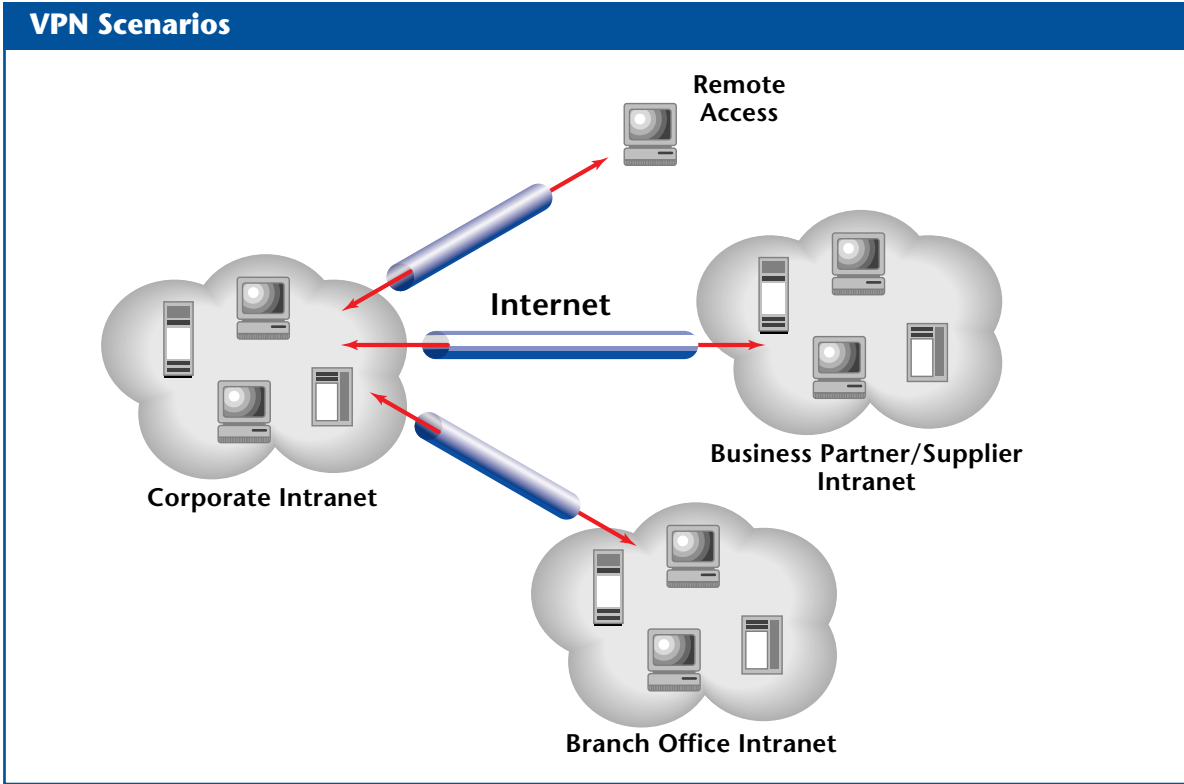 VPN Scenarios
Remote
Access
Internet
Business Partner/Supplier
Intranet
Corporate Intranet
Branch Office Intranet